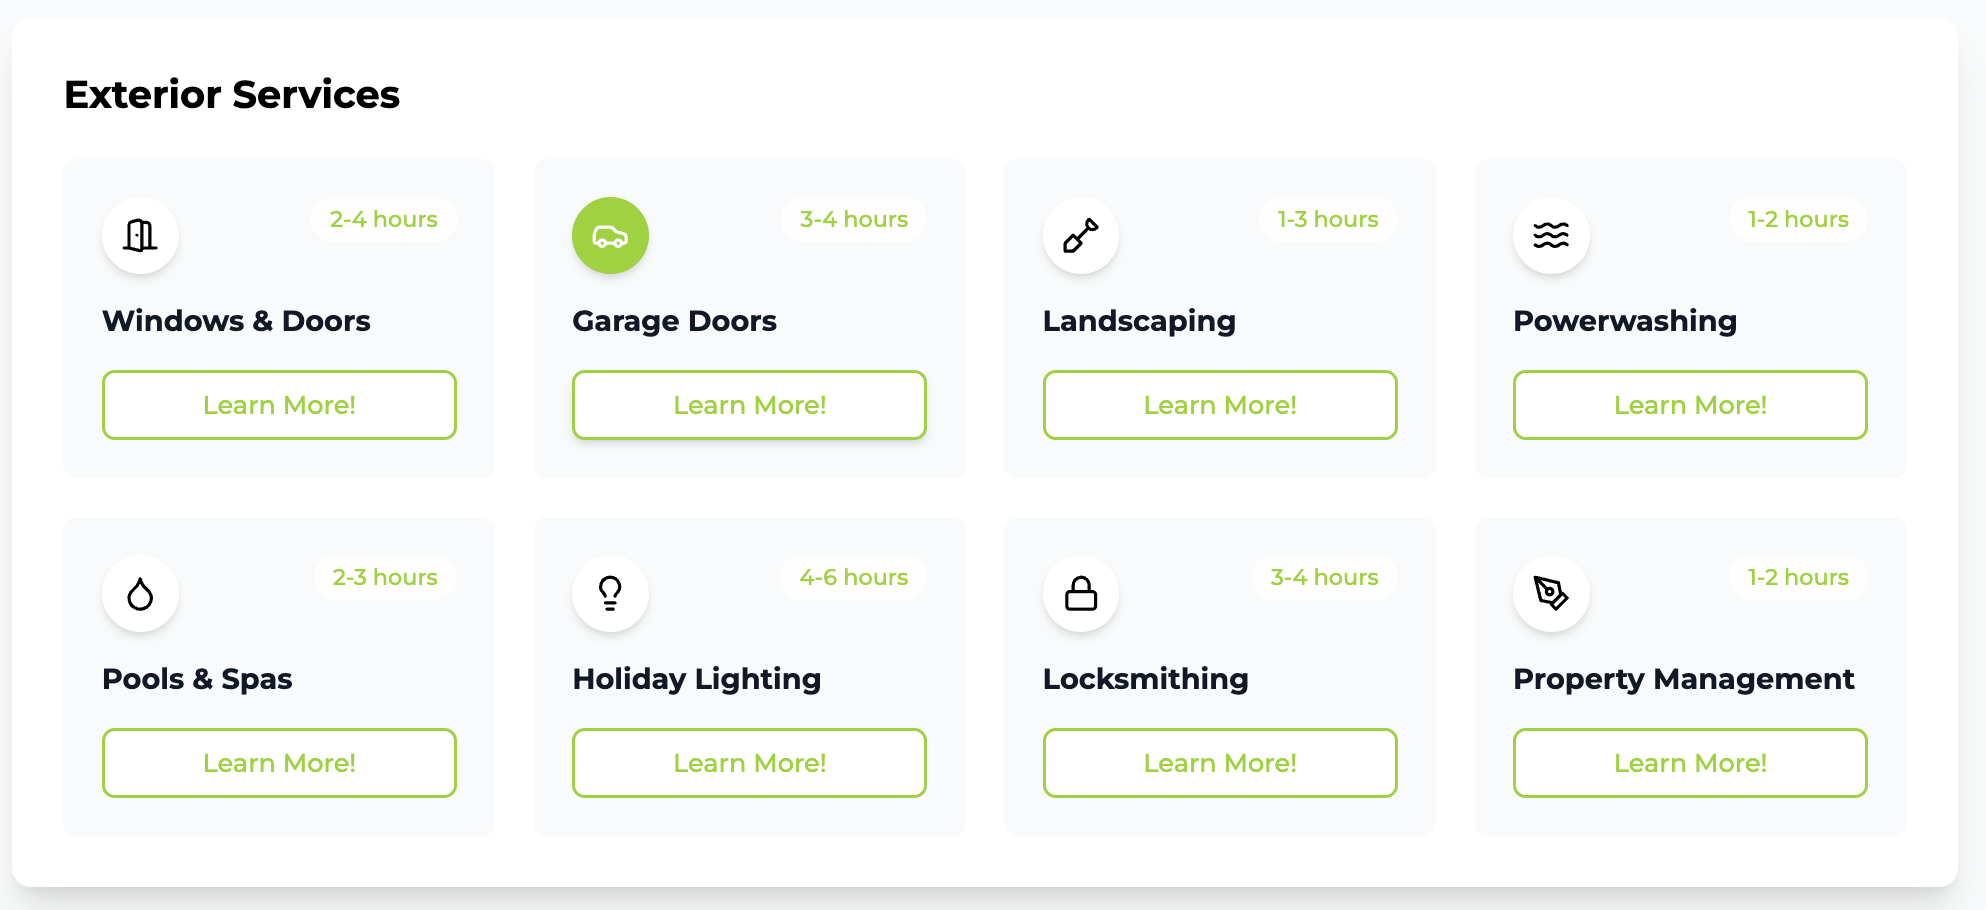 Exterior Services
2-4 hours
Windows & Doors
Learn More!
3-4 hours
Garage Doors
Learn More!
1-3 hours
Landscaping
Learn More!
1-2 hours
Powerwashing
Learn More!
2-3 hours
Pools & Spas
Learn More!
4-6 hours
Holiday Lighting
Learn More!
3-4 hours
Locksmithing
Learn More!
1-2 hours
Property Management
Learn More!